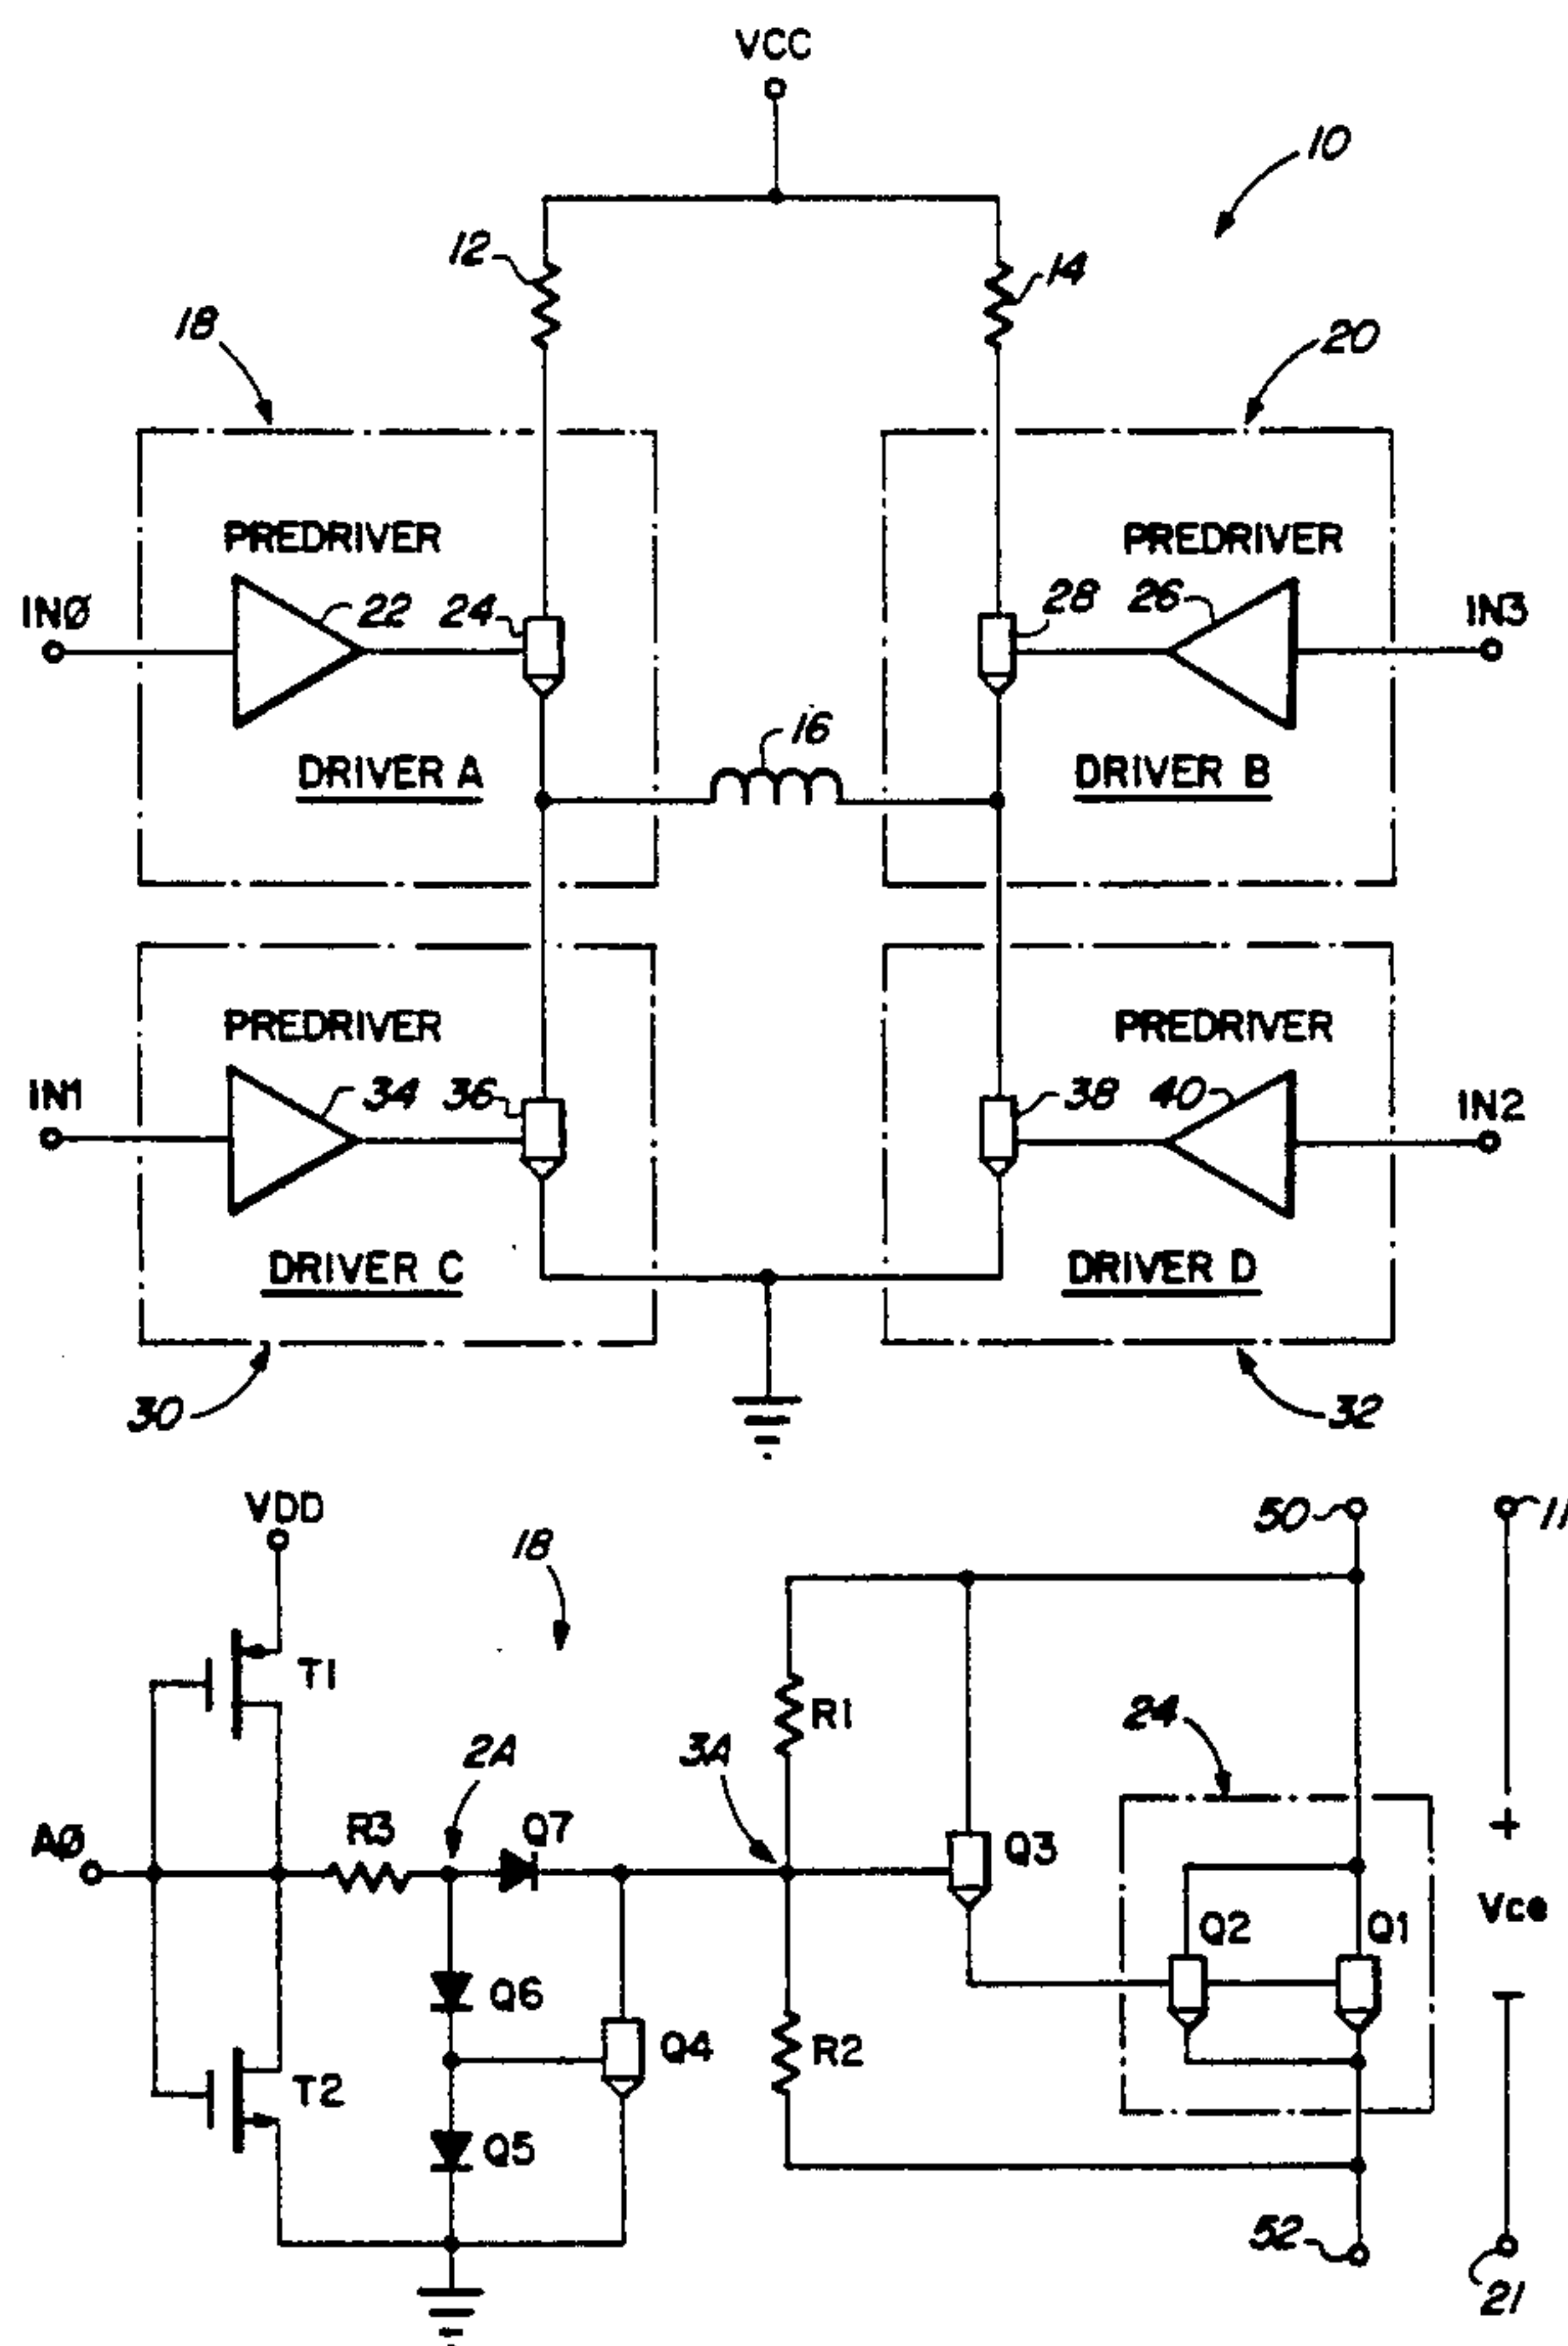 VCC
10
12
14
18
20
PREDRIVER
PREDRIVER
INØ
22
24
28
26
IN3
16
DRIVER A
DRIVER B
PREDRIVER
PREDRIVER
IN1
34
36
38
40
IN2
DRIVER C
DRIVER D
30
32
VDD
18
50
11
T1
2A
3A
R1
24
AØ
R3
Q7
Q3
+
Vce
Q2
Q1
Q6
Q4
R2
T2
Q5
–
52
21